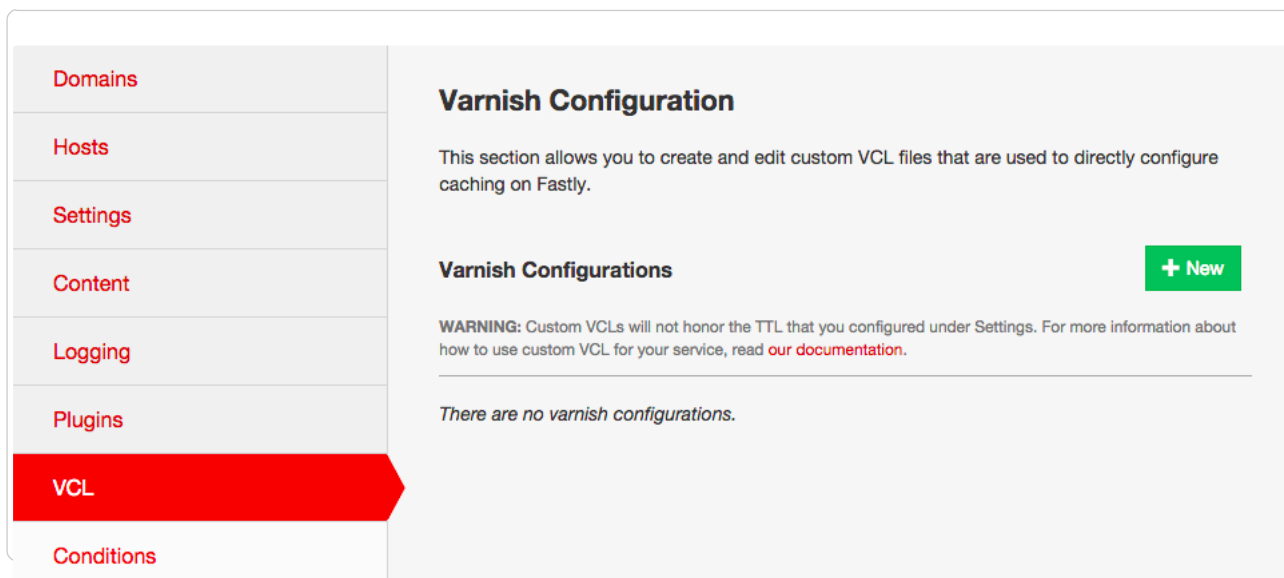 Domains
Hosts
Settings
Content
Logging
Plugins
VCL
Conditions
Varnish Configuration
This section allows you to create and edit custom VCL files that are used to directly configure
caching on Fastly.
Varnish Configurations
+ New
WARNING: Custom VCLs will not honor the TTL that you configured under Settings. For more information about
how to use custom VCL for your service, read our documentation.
There are no varnish configurations.